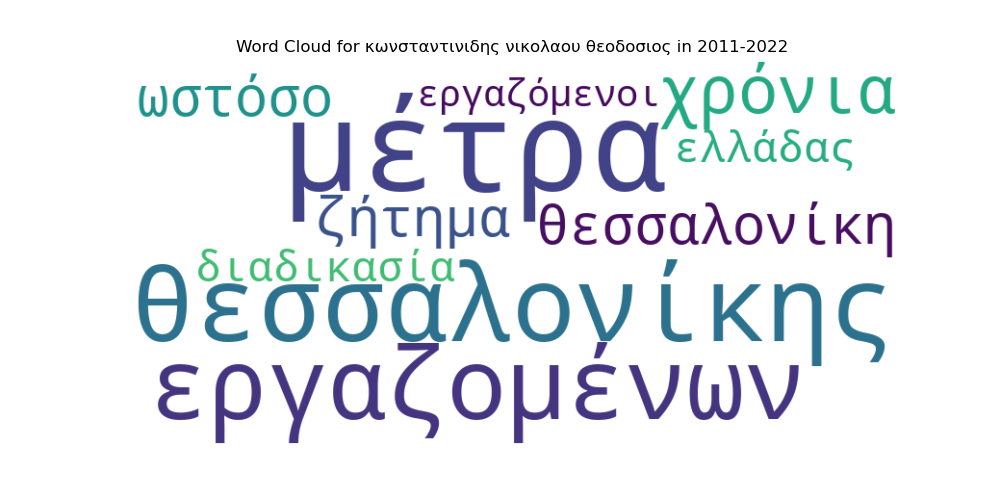 Word Cloud for κωνσταντινιδης νικολαου θεοδοσιος in 2011-2022
ωστόσο
εργαζόμενοι
χρόνια
μέτρα
ελλάδας
ζήτημα
θεσσαλονίκη
διαδικασία
θεσσαλονίκης
εργαζομένων